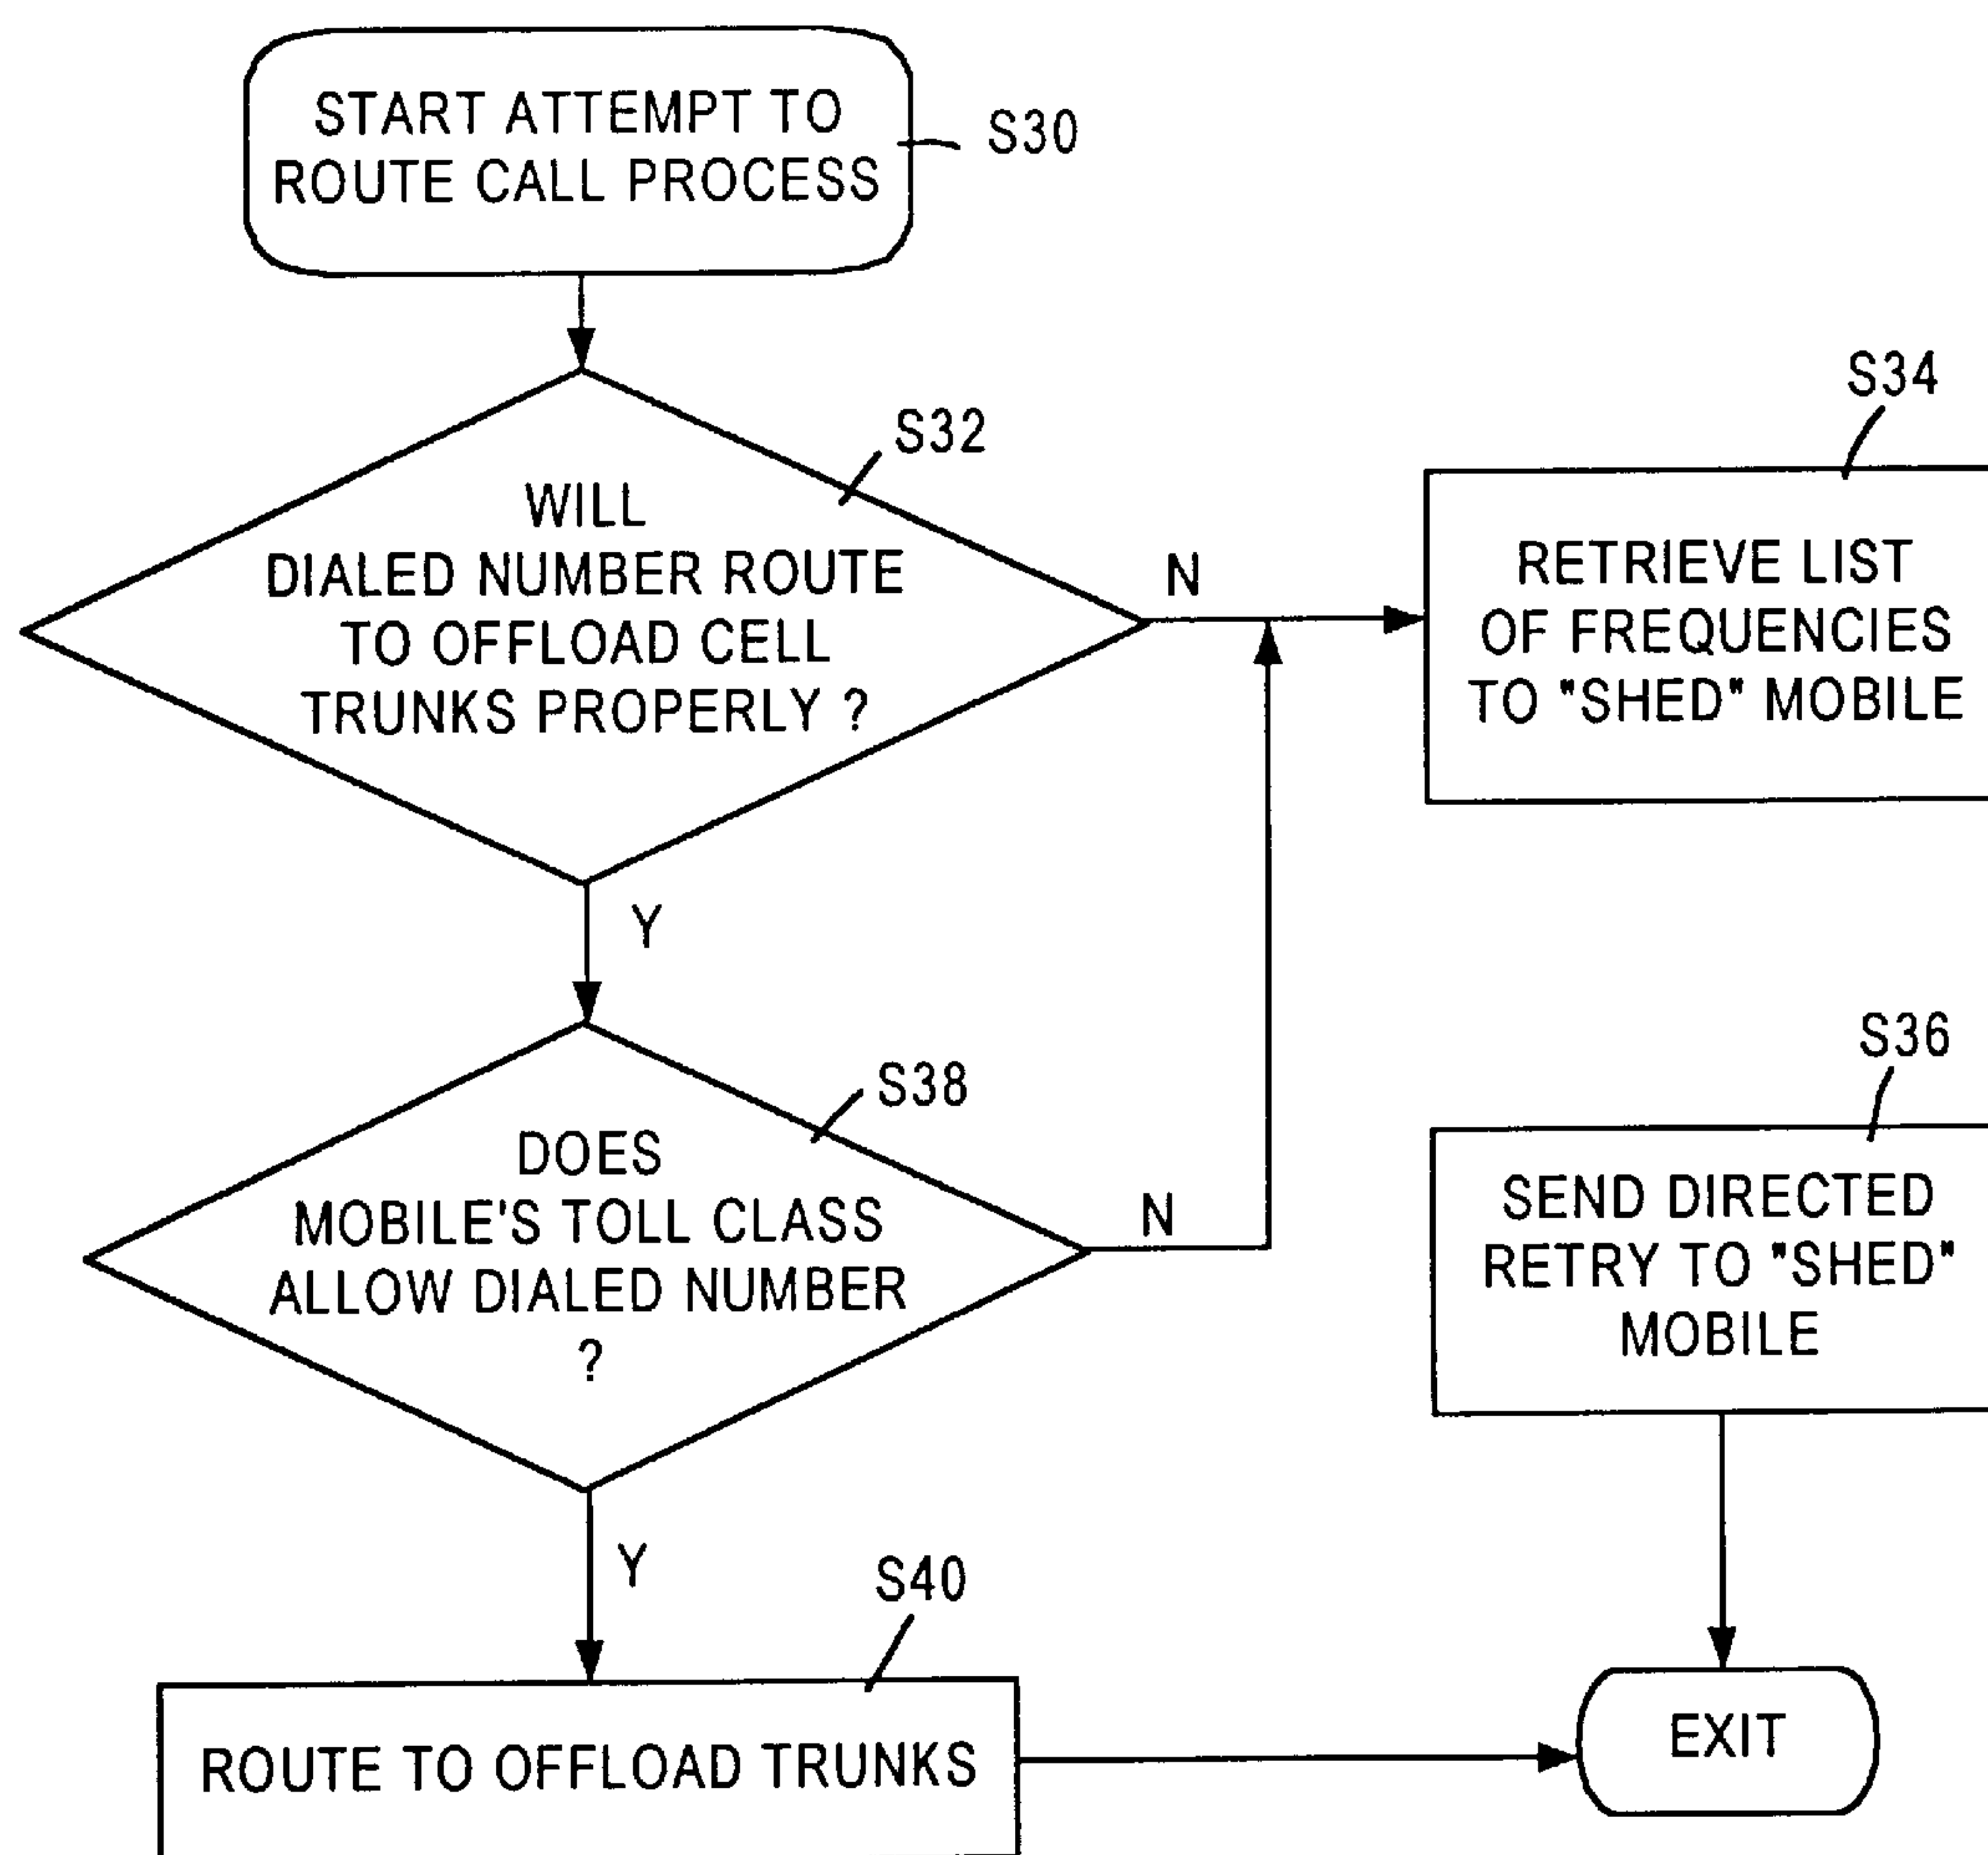 START ATTEMPT TO
ROUTE CALL PROCESS
S30
S32
WILL
DIALED NUMBER ROUTE
TO OFFLOAD CELL
TRUNKS PROPERLY ?
N
Y
S34
RETRIEVE LIST
OF FREQUENCIES
TO "SHED" MOBILE
S38
DOES
MOBILE'S TOLL CLASS
ALLOW DIALED NUMBER
?
N
Y
S36
SEND DIRECTED
RETRY TO "SHED"
MOBILE
S40
ROUTE TO OFFLOAD TRUNKS
EXIT